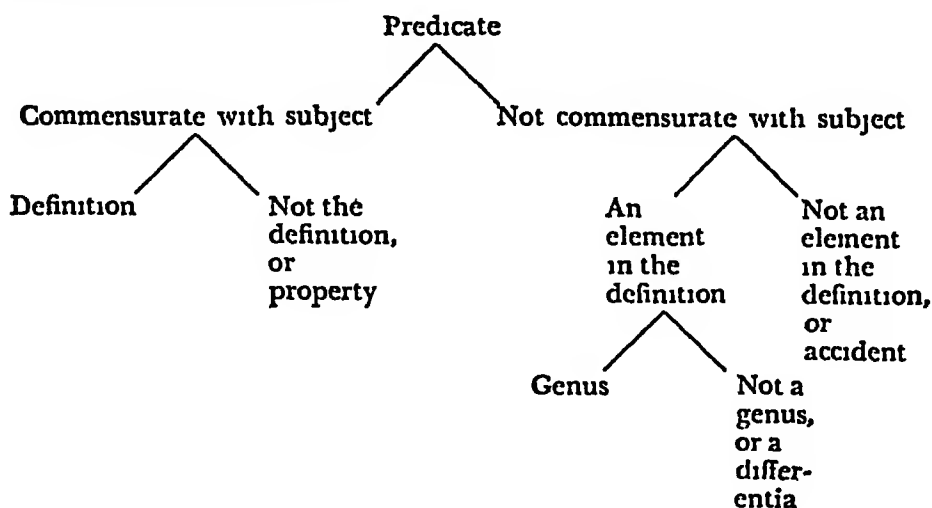 Predicate
Commensurate with subject
Not commensurate with subject
Definition
Not the
definition,
or
property
An
element
in the
definition
Not an
element
in the
definition,
or
accident
Genus
Not a
genus,
or a
differ-
entia